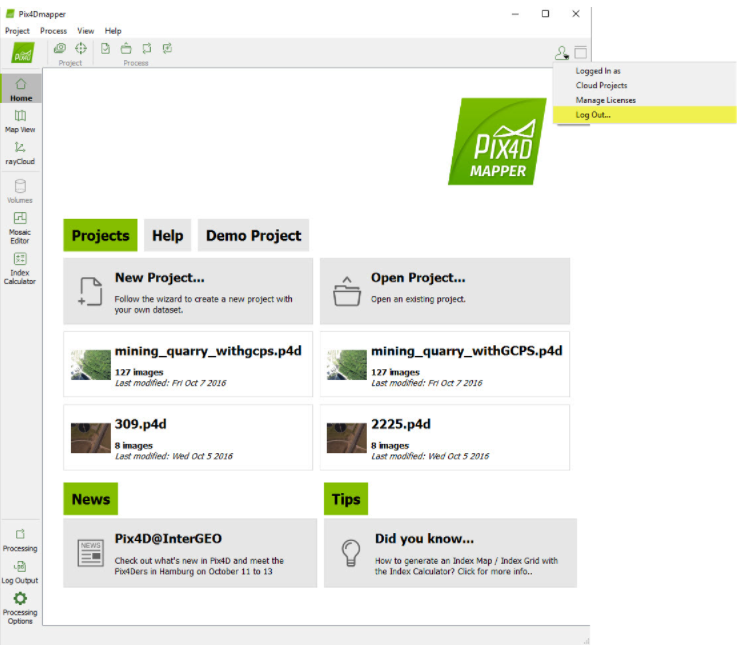 Pix4Dmapper
Project Process View Help
PIX4D
Project Process
Logged In as
Cloud Projects
Manage Licenses
Log Out...
Home
Map View
rayCloud
Volumes
Mosaic
Editor
Index
Calculator
PIX4D
MAPPER
Projects Help Demo Project
New Project...
Follow the wizard to create a new project with
your own dataset.
Open Project...
Open an existing project.
mining_quarry_withgcps.p4d
127 images
Last modified: Fri Oct 7 2016
mining_quarry_withGCPS.p4d
127 images
Last modified: Fri Oct 7 2016
309.p4d
8 images
Last modified: Wed Oct 5 2016
2225.p4d
8 images
Last modified: Wed Oct 5 2016
News
Tips
NEWS
Pix4D@InterGEO
Check out what's new in Pix4D and meet the
Pix4Ders in Hamburg on October 11 to 13
Did you know...
How to generate an Index Map / Index Grid with
the Index Calculator? Click for more info..
Processing
Log Output
Processing
Options